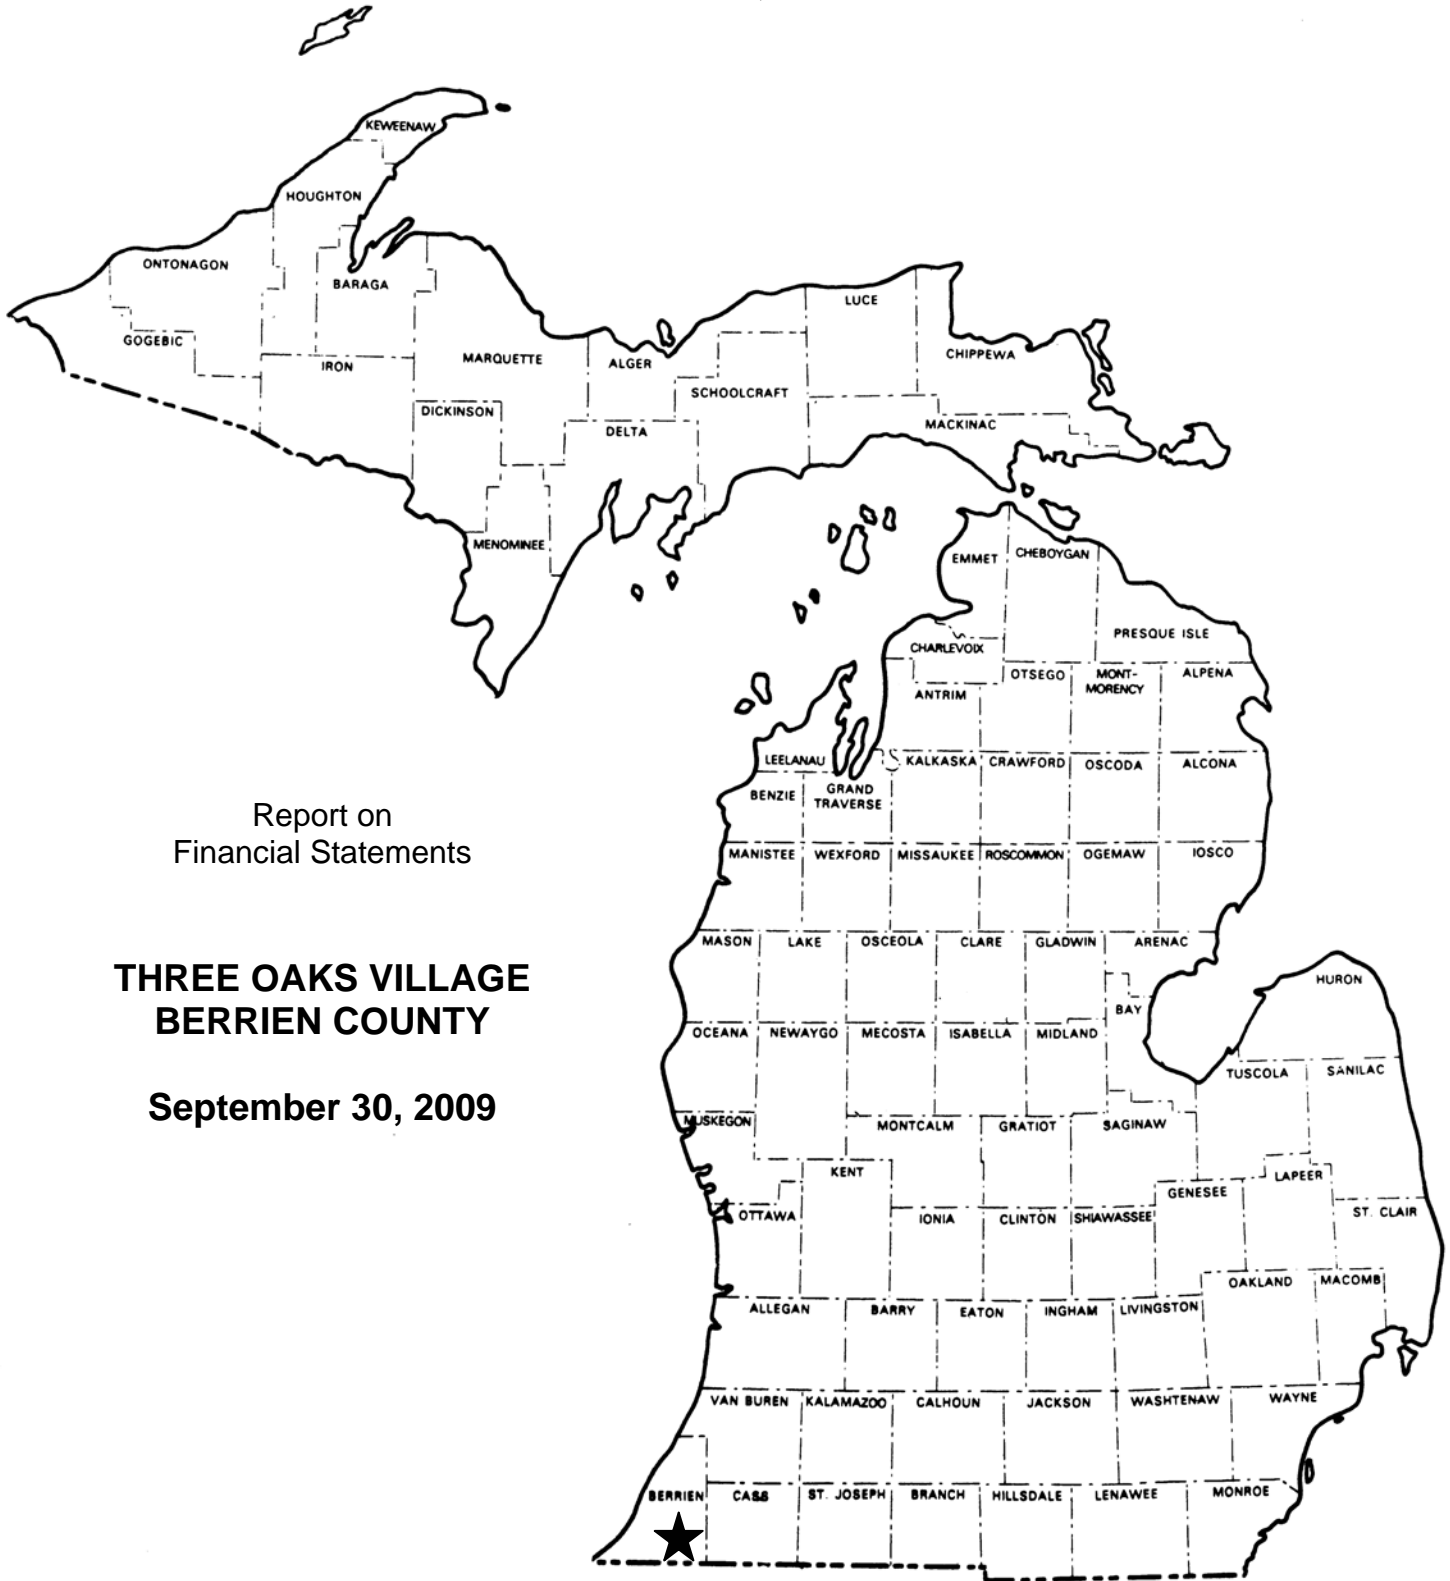 KEWEENAW
HOUGHTON
ONTONAGON
BARAGA
LUCE
GOGEBIC
IRON
MARQUETTE
ALGER
CHIPPEWA
SCHOOLCRAFT
DICKINSON
DELTA
MACKINAC
MENOMINEE
EMMET
CHEBOYGAN
PRESQUE ISLE
CHARLEVOIX
OTSEGO
MONT-
MORENCY
ALPENA
ANTRIM
LEELANAU
KALKASKA
CRAWFORD
OSCODA
ALCONA
BENZIE
GRAND
TRAVERSE
Report on
Financial Statements
MANISTEE
WEXFORD
MISSAUKEE
ROSCOMMON
OGEMAW
IOSCO
MASON
LAKE
OSCEOLA
CLARE
GLADWIN
ARENAC
THREE OAKS VILLAGE
BERRIEN COUNTY
HURON
BAY
OCEANA
NEWAYGO
MECOSTA
ISABELLA
MIDLAND
TUSCOLA
SANILAC
September 30, 2009
MUSKEGON
MONTCALM
GRATIOT
SAGINAW
KENT
LAPEER
GENESEE
OTTAWA
IONIA
CLINTON
SHIAWASSEE
ST. CLAIR
OAKLAND
MACOMB
ALLEGAN
BARRY
EATON
INGHAM
LIVINGSTON
VAN BUREN
KALAMAZOO
CALHOUN
JACKSON
WASHTENAW
WAYNE
BERRIEN
CASS
ST. JOSEPH
BRANCH
HILLSDALE
LENAWEE
MONROE